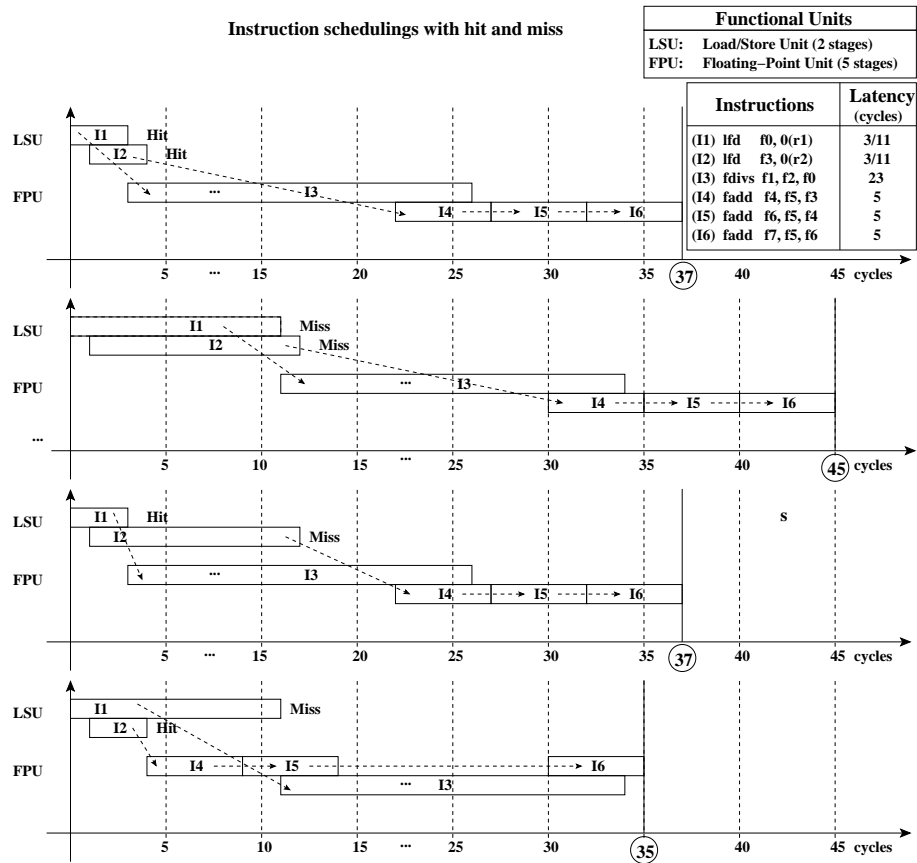 Instruction schedulings with hit and miss
Functional Units
LSU: Load/Store Unit (2 stages)
FPU: Floating−Point Unit (5 stages)
Instructions Latency (cycles)
(I1) lfd f0, 0(r1) 3/11
(I2) lfd f3, 0(r2) 3/11
(I3) fdivs f1, f2, f0 23
(I4) fadd f4, f5, f3 5
(I5) fadd f6, f5, f4 5
(I6) fadd f7, f5, f6 5
LSU I1 Hit
I2 Hit
FPU ... I3
I4 I5 I6
5 ... 10 15 20 25 30 35 37 40 45 cycles
LSU I1 Miss
I2 Miss
FPU ... I3
I4 I5 I6
...
5 10 15 ... 20 25 30 35 40 45 cycles
LSU I1 Hit s
I2 Miss
FPU ... I3
I4 I5 I6
5 ... 15 20 25 30 35 37 40 45 cycles
LSU I1 Miss
I2 Hit
FPU I4 I5 I6
... I3
5 10 15 ... 20 25 30 35 40 45 cycles